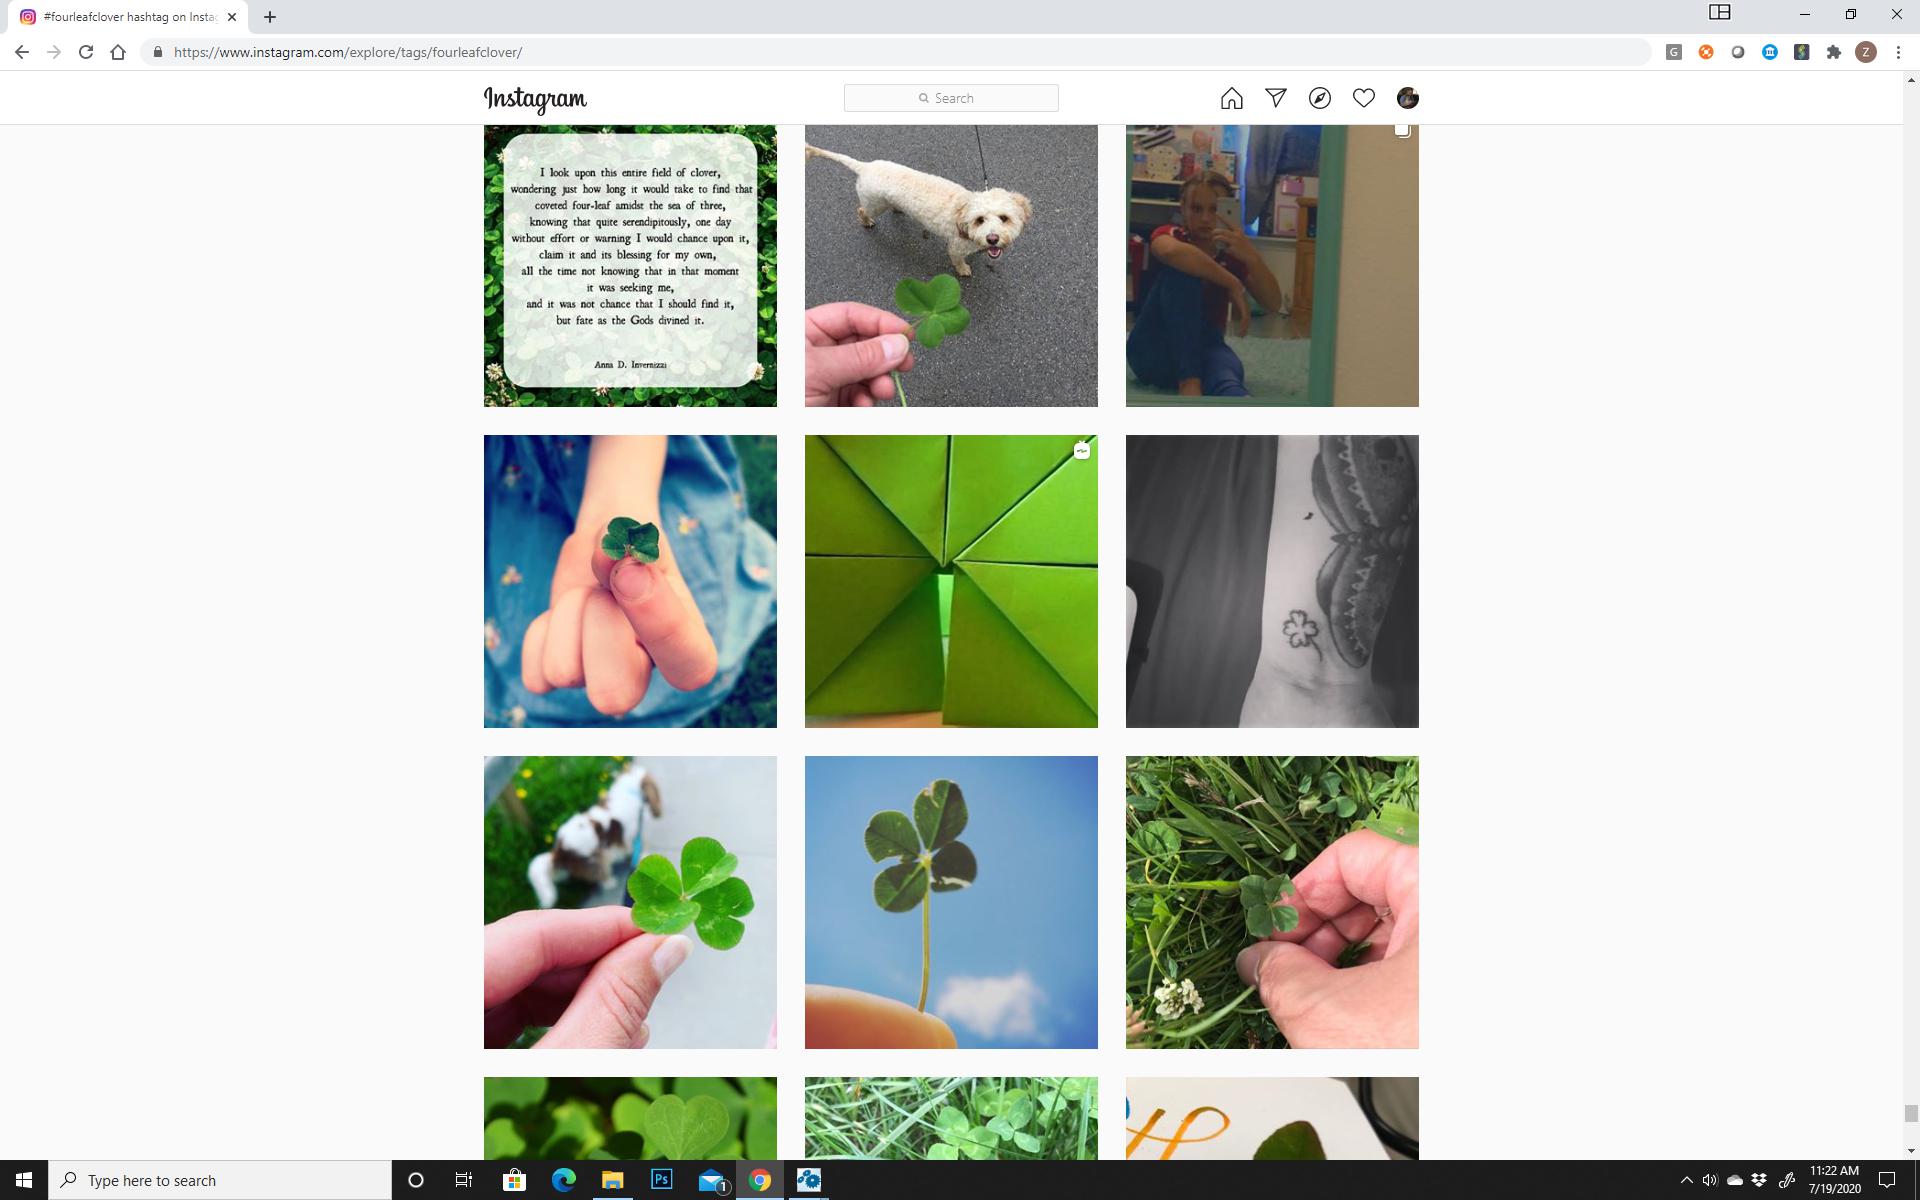 #fourleafclover hashtag on Insta
https://www.instagram.com/explore/tags/fourleafclover/
G
Z
Instagram
Search
I look upon this entire field of clover,
wondering just how long it would take to find that
coveted four-leaf amidst the sea of three,
knowing that quite serendipitously, one day
without effort or warning I would chance upon it,
claim it and its blessing for my own,
all the time not knowing that in that moment
it was seeking me,
and it was not chance that I should find it,
but fate as the Gods divined it.
Anna D. Invernizzi
Type here to search
Ps
1
11:22 AM
7/19/2020